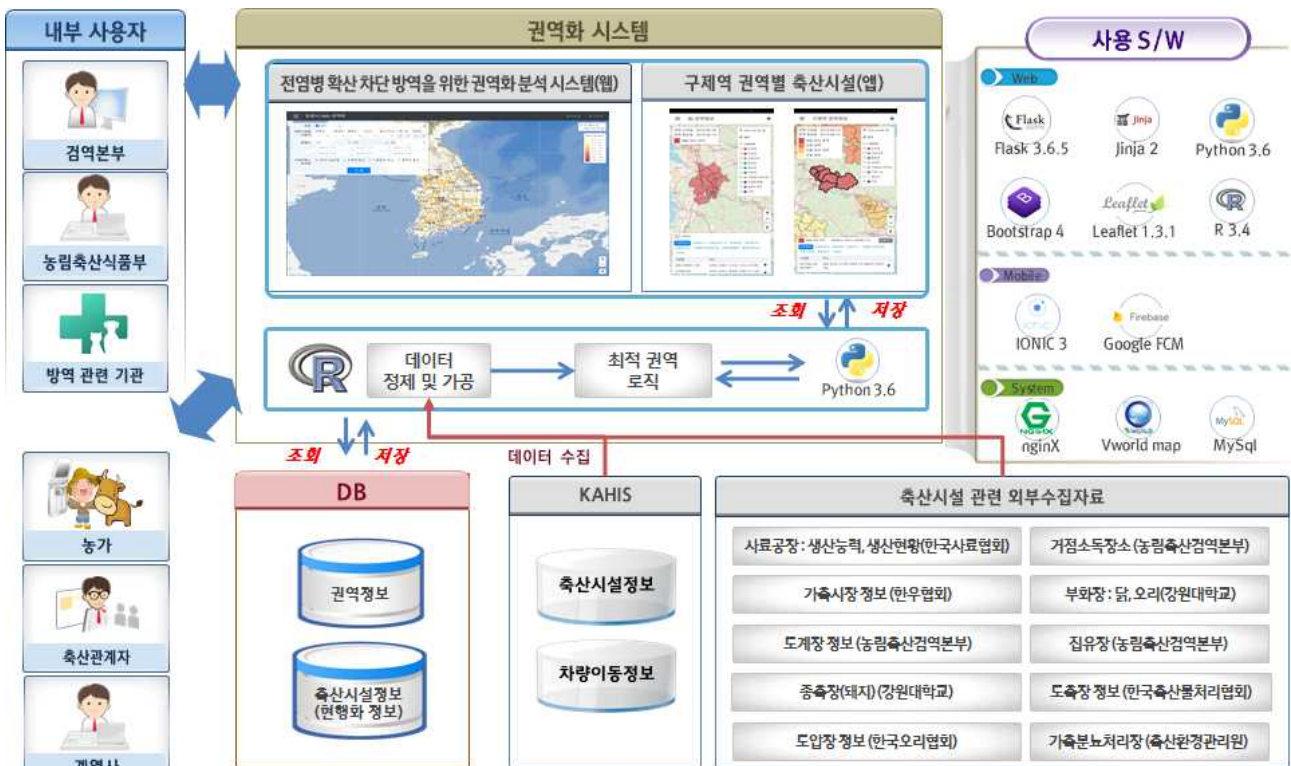 내부 사용자
검역본부
농림축산식품부
방역 관련 기관
농가
축산관계자
권역화 시스템
전염병 확산 차단 방역을 위한 권역화 분석 시스템(웹)
구제역 권역별 축산시설(앱)
조회
저장
R
데이터
정제 및 가공
최적 권역
로직
Python 3.6
조회
저장
데이터 수집
DB
권역정보
축산시설정보
(현행화 정보)
KAHIS
축산시설정보
차량이동정보
축산시설 관련 외부수집자료
사료공장 : 생산능력, 생산현황(한국사료협회)
거점소독장소 (농림축산검역본부)
가축시장 정보 (한우협회)
부화장 : 닭, 오리(강원대학교)
도계장 정보 (농림축산검역본부)
집유장 (농림축산검역본부)
종축장(돼지) (강원대학교)
도축장 정보 (한국축산물처리협회)
도압장 정보 (한국오리협회)
가축분뇨처리장 (축산환경관리원)
사용 S/W
Web
Flask
Jinja
Flask 3.6.5
Jinja 2
Python 3.6
B
Leaflet
R
Bootstrap 4
Leaflet 1.3.1
R 3.4
Mobile
IONIC
Firebase
IONIC 3
Google FCM
System
G
NGINX
MySQL
nginX
Vworld map
MySql